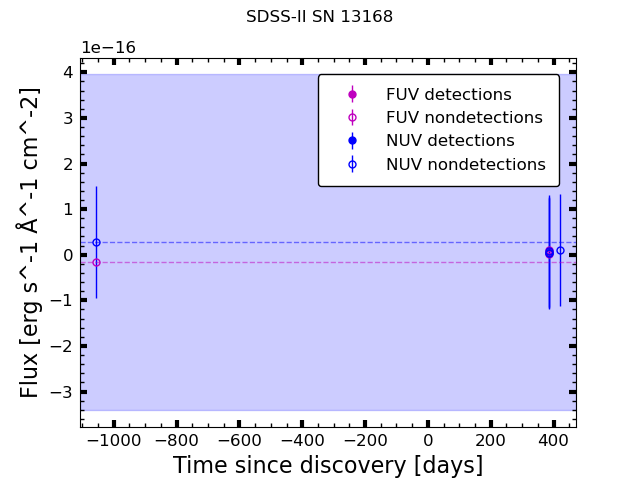 SDSS-II SN 13168
1e−16
4
3
2
1
0
−1
−2
−3
Flux [erg s^-1 Å^-1 cm^-2]
FUV detections
FUV nondetections
NUV detections
NUV nondetections
−1000 −800 −600 −400 −200 0 200 400
Time since discovery [days]